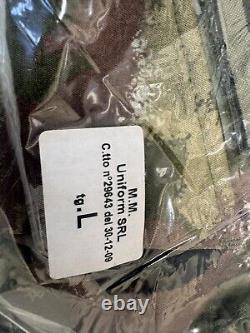 M.M.
Uniform SRL
C.tto n°29643 del 30-12-09
tg. L